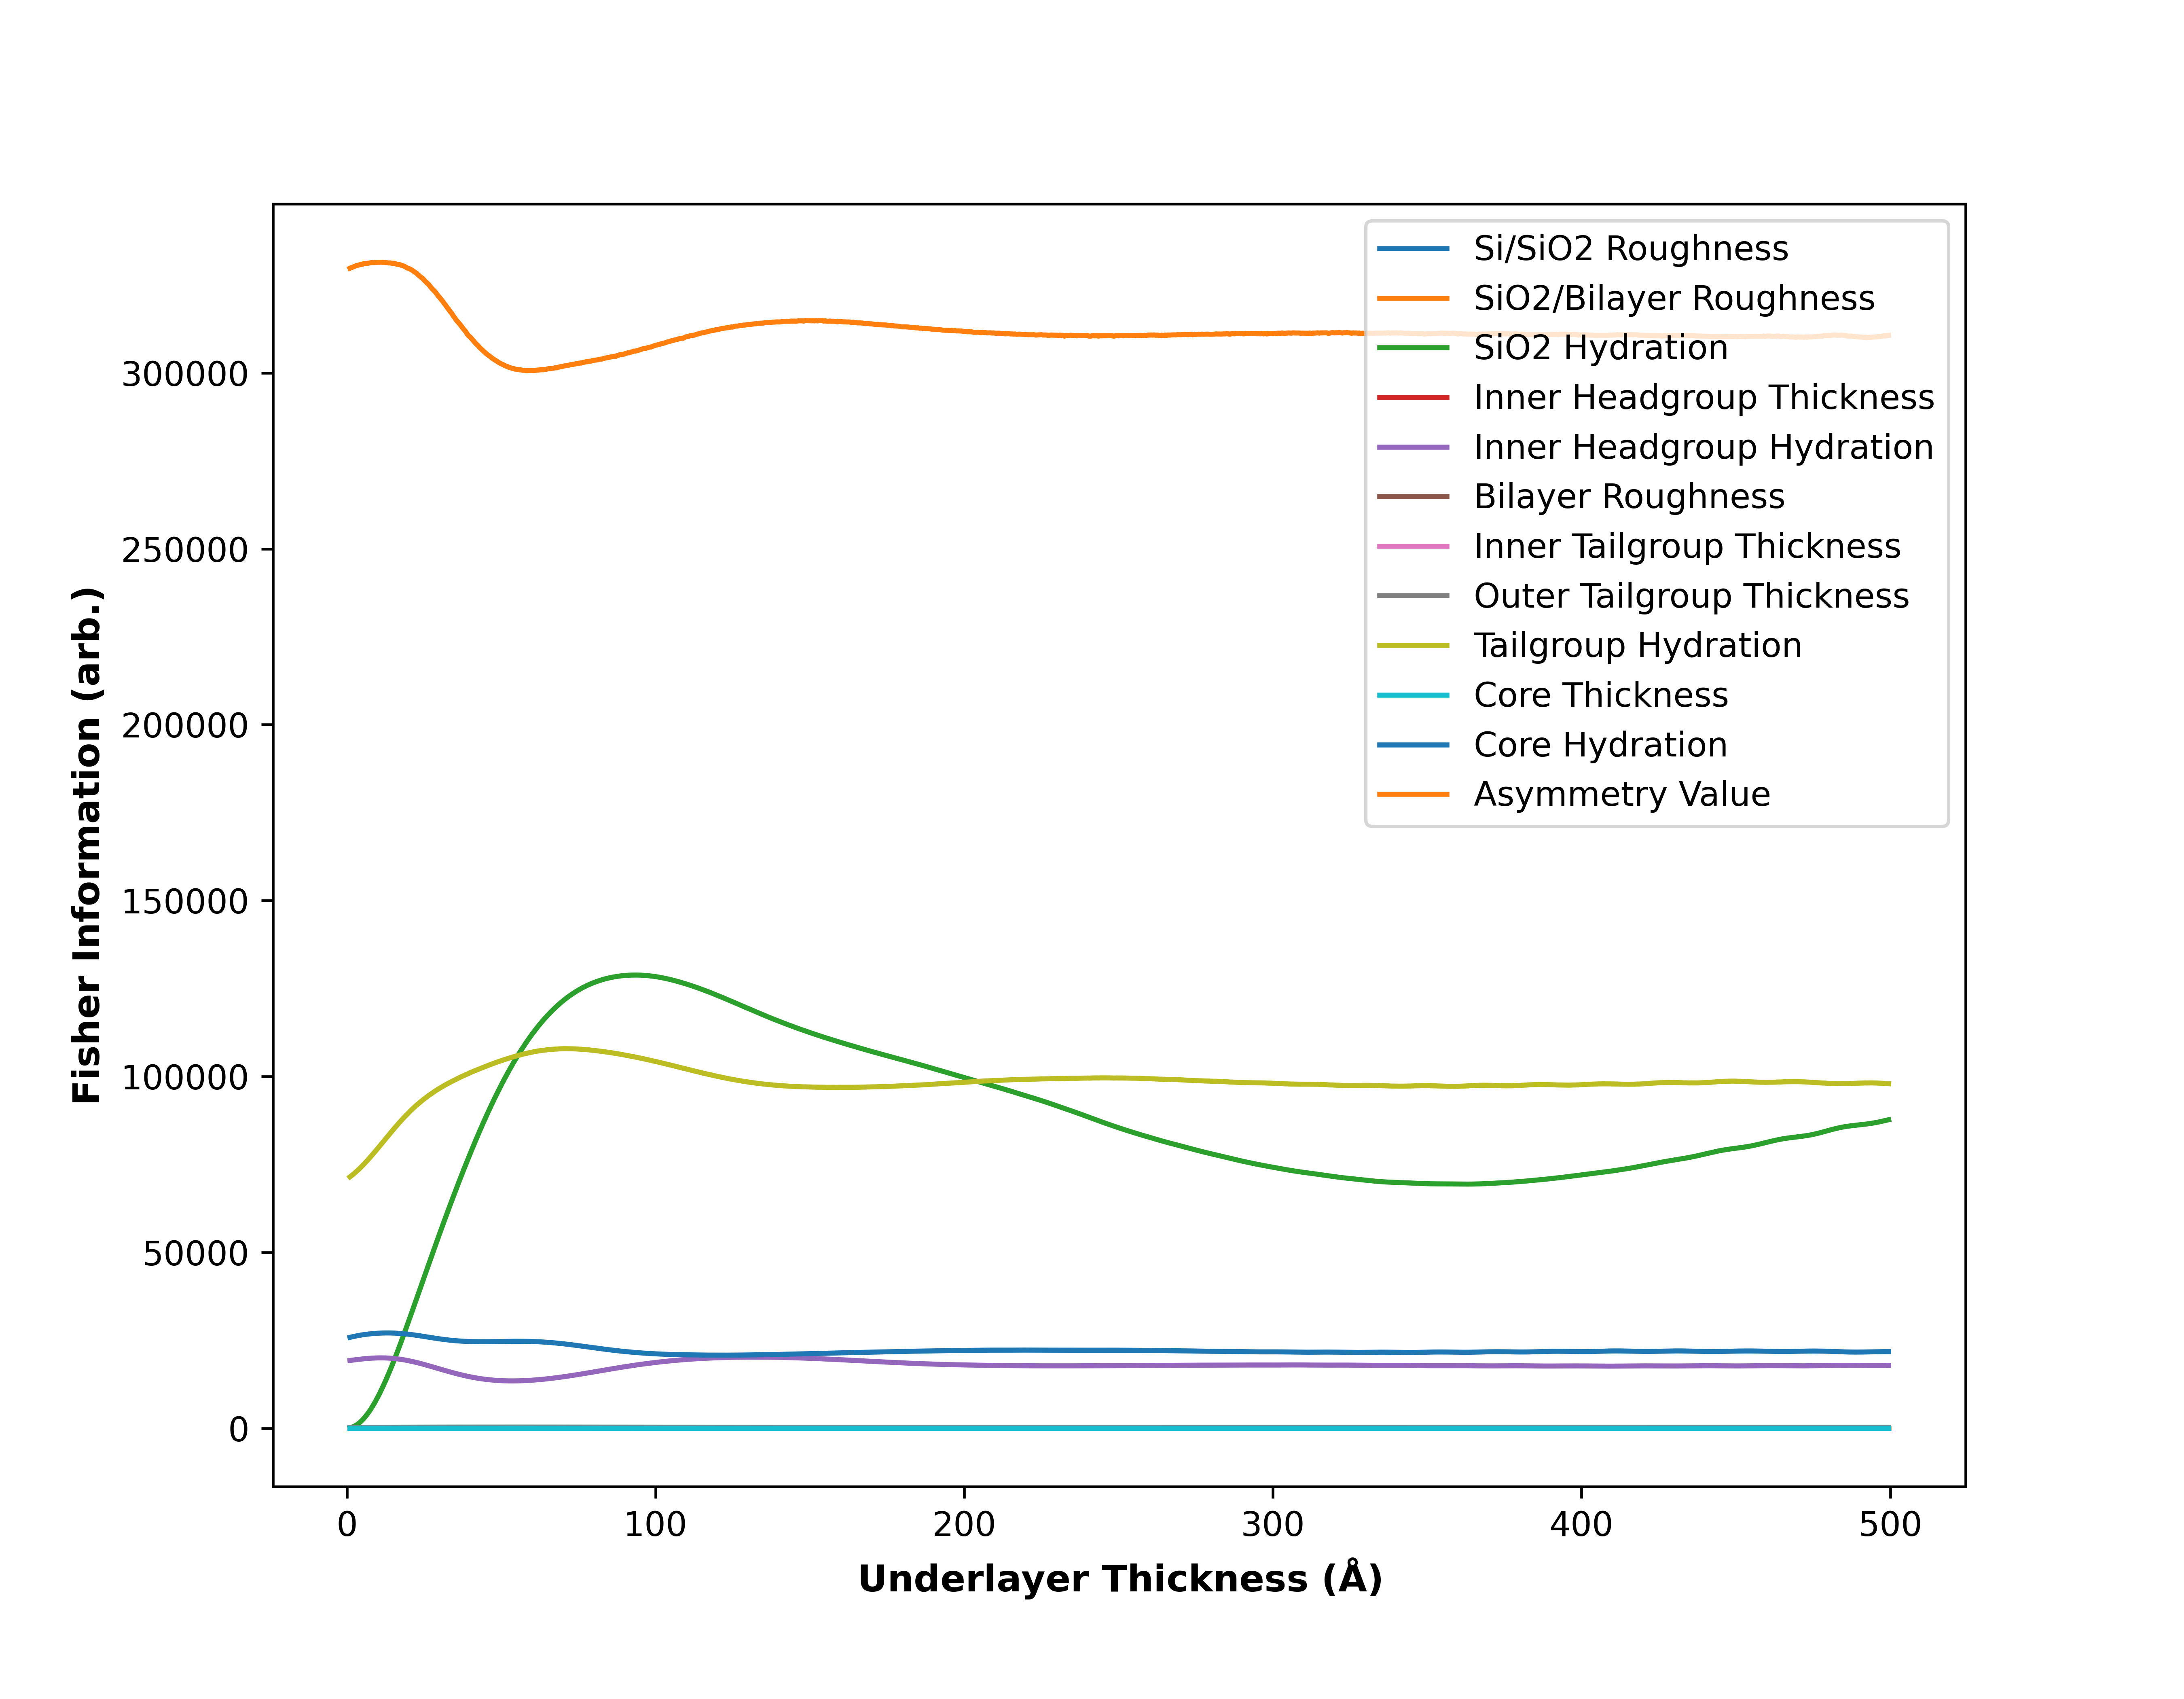 Si/SiO2 Roughness
SiO2/Bilayer Roughness
SiO2 Hydration
Inner Headgroup Thickness
Inner Headgroup Hydration
Bilayer Roughness
Inner Tailgroup Thickness
Outer Tailgroup Thickness
Tailgroup Hydration
Core Thickness
Core Hydration
Asymmetry Value
Fisher Information (arb.)
300000
250000
200000
150000
100000
50000
0
0 100 200 300 400 500
Underlayer Thickness (Å)